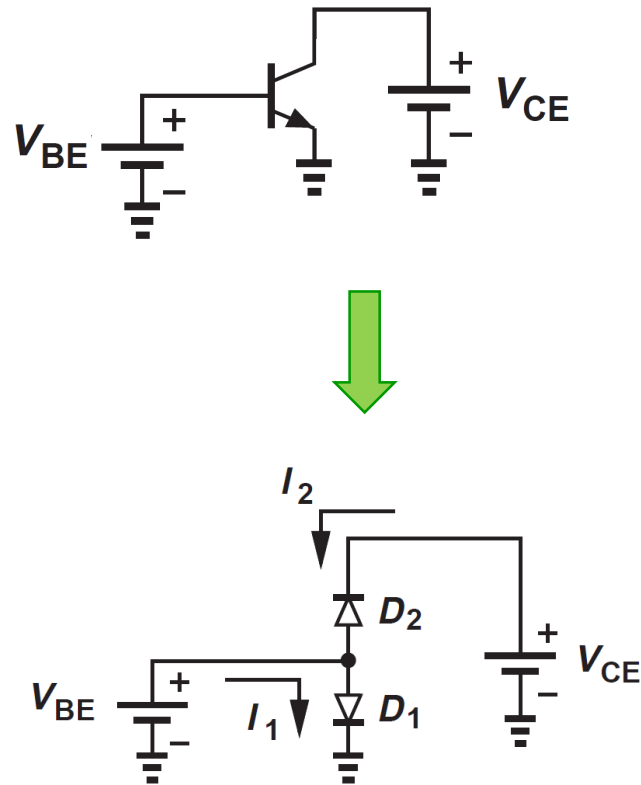 +
V_BE
−
+
V_CE
−
I_2
D_2
+
V_CE
−
+
V_BE
−
I_1
D_1